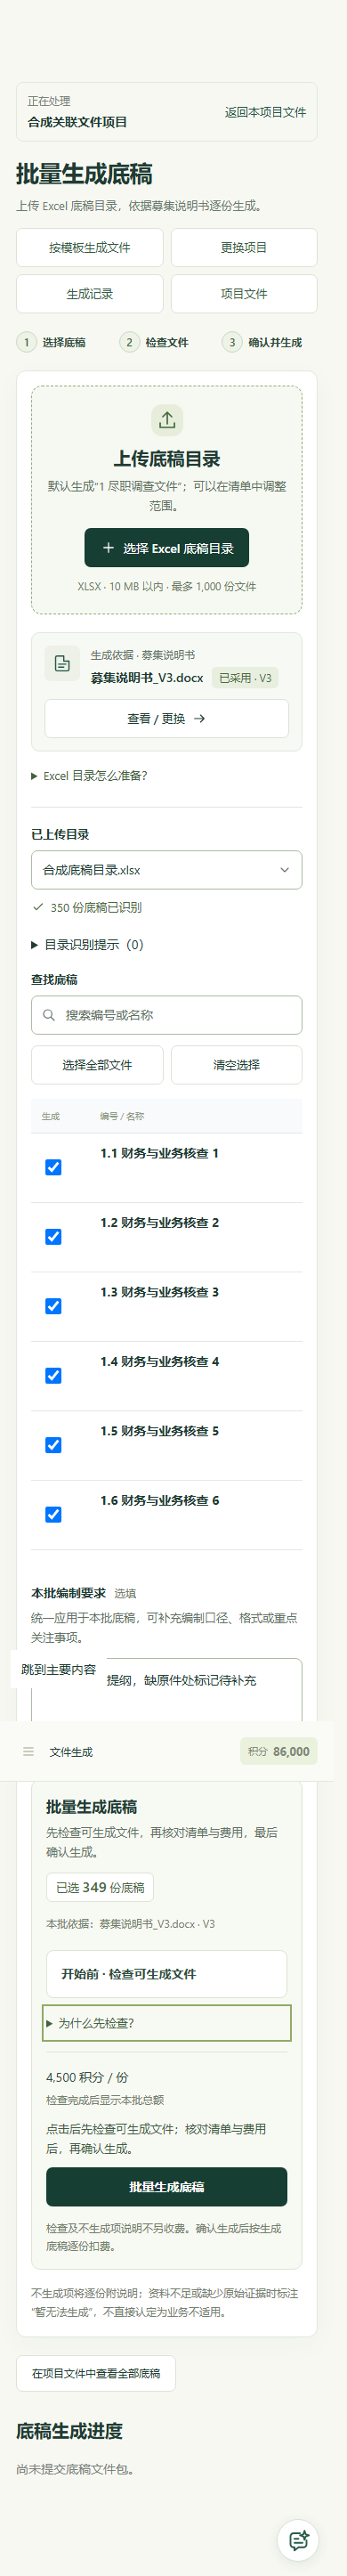 正在处理
合成关联文件项目
返回本项目文件
批量生成底稿
上传 Excel 底稿目录，依据募集说明书逐份生成。
按模板生成文件
更换项目
生成记录
项目文件
1 选择底稿
2 检查文件
3 确认并生成
上传底稿目录
默认生成“1 尽职调查文件”；可以在清单中调整
范围。
选择 Excel 底稿目录
XLSX · 10 MB 以内 · 最多 1,000 份文件
生成依据 · 募集说明书
募集说明书_V3.docx 已采用 · V3
查看 / 更换 →
Excel 目录怎么准备？
已上传目录
合成底稿目录.xlsx
350 份底稿已识别
目录识别提示（0）
查找底稿
搜索编号或名称
选择全部文件
清空选择
生成 编号 / 名称
1.1 财务与业务核查 1
1.2 财务与业务核查 2
1.3 财务与业务核查 3
1.4 财务与业务核查 4
1.5 财务与业务核查 5
1.6 财务与业务核查 6
本批编制要求 选填
统一应用于本批底稿，可补充编制口径、格式或重点
关注事项。
跳到主要内容
提纲，缺原件处标记待补充
文件生成
积分 86,000
批量生成底稿
先检查可生成文件，再核对清单与费用，最后
确认生成。
已选 349 份底稿
本批依据：募集说明书_V3.docx · V3
开始前 · 检查可生成文件
为什么先检查？
4,500 积分 / 份
检查完成后显示本批总额
点击后先检查可生成文件；核对清单与费用
后，再确认生成。
批量生成底稿
检查及不生成项说明不另收费。确认生成后按生成
底稿逐份扣费。
不生成项将逐份附说明；资料不足或缺少原始证据时标注
“暂无法生成”，不直接认定为业务不适用。
在项目文件中查看全部底稿
底稿生成进度
尚未提交底稿文件包。